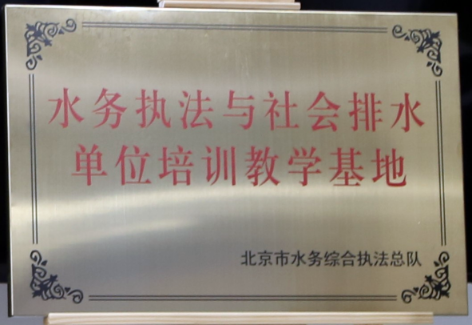 水务执法与社会排水
单位培训教学基地
北京市水务综合执法总队